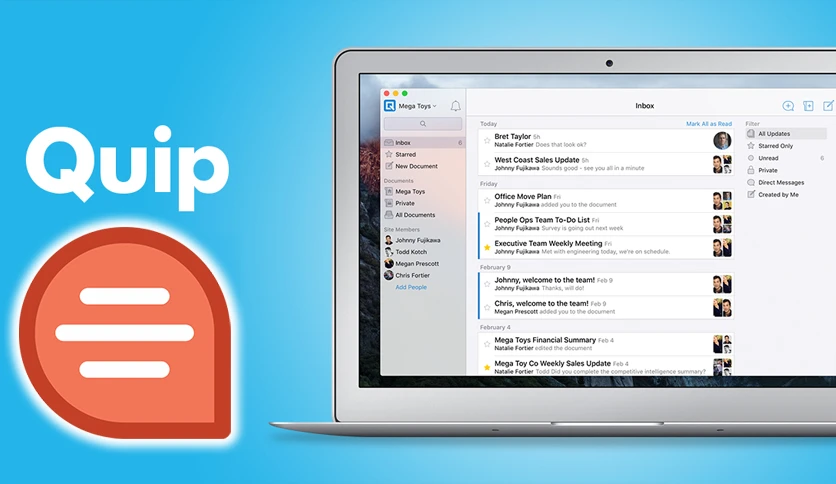 Quip
Mega Toys
Inbox 6
Starred
New Document
Documents
Mega Toys
Private
All Documents
Site Members
Johnny Fujikawa
Todd Kotch
Megan Prescott
Chris Fortier
Add People
Inbox
Today
Mark All as Read
Bret Taylor 5h
Natalie Fortier Does that look ok?
West Coast Sales Update 5h
Johnny Fujikawa Sounds good - see you all in a minute
Friday
Office Move Plan Fri
Johnny Fujikawa added you to the document
People Ops Team To-Do List Fri
Johnny Fujikawa Survey is going out next week
Executive Team Weekly Meeting Fri
Johnny Fujikawa Met with engineering today, we're on schedule.
February 9
Johnny, welcome to the team! Feb 9
Johnny Fujikawa Thanks, will do!
Chris, welcome to the team! Feb 9
Megan Prescott added you to the document
February 4
Mega Toys Financial Summary Feb 4
Natalie Fortier edited the document
Mega Toy Co Weekly Sales Update Feb 4
Natalie Fortier Todd Did you complete the competitive intelligence summary?
Filter
All Updates
Starred Only
Unread 6
Private
Direct Messages
Created by Me